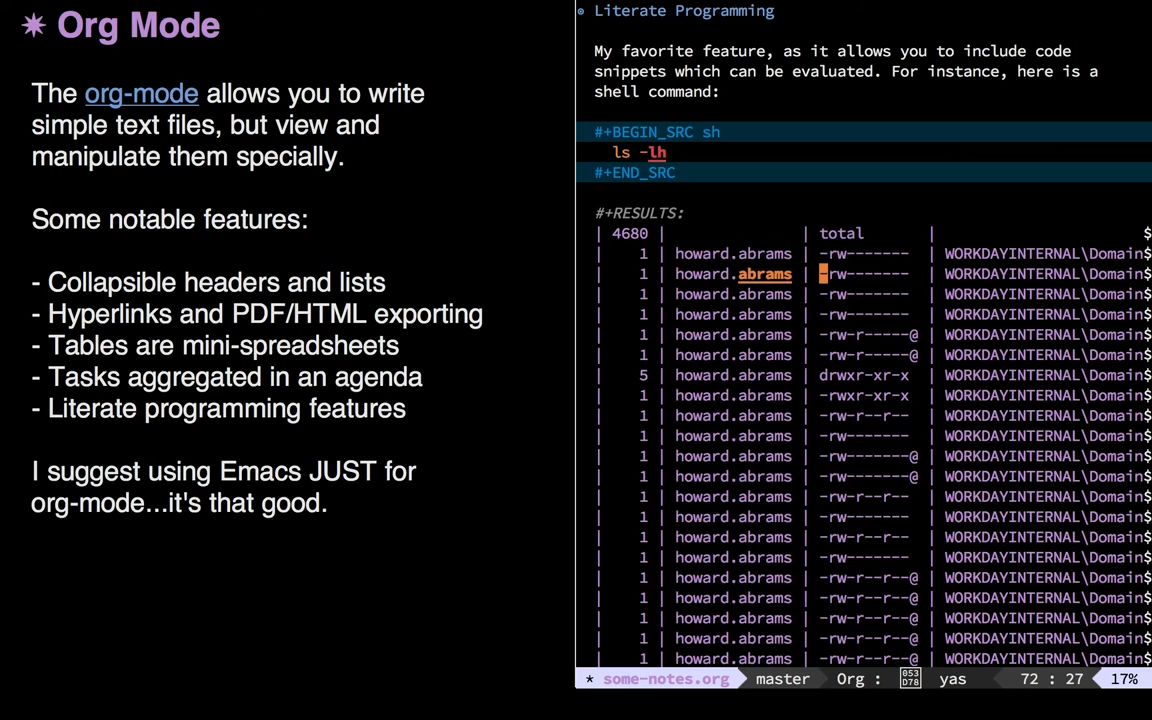 ✷ Org Mode
The org-mode allows you to write
simple text files, but view and
manipulate them specially.
Some notable features:
- Collapsible headers and lists
- Hyperlinks and PDF/HTML exporting
- Tables are mini-spreadsheets
- Tasks aggregated in an agenda
- Literate programming features
I suggest using Emacs JUST for
org-mode...it's that good.
Literate Programming
My favorite feature, as it allows you to include code
snippets which can be evaluated. For instance, here is a
shell command:
#+BEGIN_SRC sh
ls -lh
#+END_SRC
#+RESULTS:
| 4680 | | total | $
| 1 | howard.abrams | -rw------- | WORKDAYINTERNAL\Domain$
| 1 | howard.abrams | -rw------- | WORKDAYINTERNAL\Domain$
| 1 | howard.abrams | -rw------- | WORKDAYINTERNAL\Domain$
| 1 | howard.abrams | -rw------- | WORKDAYINTERNAL\Domain$
| 1 | howard.abrams | -rw-r-----@ | WORKDAYINTERNAL\Domain$
| 1 | howard.abrams | -rw-r-----@ | WORKDAYINTERNAL\Domain$
| 5 | howard.abrams | drwxr-xr-x | WORKDAYINTERNAL\Domain$
| 1 | howard.abrams | -rwxr-xr-x | WORKDAYINTERNAL\Domain$
| 1 | howard.abrams | -rw-r--r-- | WORKDAYINTERNAL\Domain$
| 1 | howard.abrams | -rw------- | WORKDAYINTERNAL\Domain$
| 1 | howard.abrams | -rw-------@ | WORKDAYINTERNAL\Domain$
| 1 | howard.abrams | -rw-------@ | WORKDAYINTERNAL\Domain$
| 1 | howard.abrams | -rw-r--r-- | WORKDAYINTERNAL\Domain$
| 1 | howard.abrams | -rw------- | WORKDAYINTERNAL\Domain$
| 1 | howard.abrams | -rw-r--r-- | WORKDAYINTERNAL\Domain$
| 1 | howard.abrams | -rw------- | WORKDAYINTERNAL\Domain$
| 1 | howard.abrams | -rw-r--r--@ | WORKDAYINTERNAL\Domain$
| 1 | howard.abrams | -rw-r--r--@ | WORKDAYINTERNAL\Domain$
| 1 | howard.abrams | -rw-r--r--@ | WORKDAYINTERNAL\Domain$
| 1 | howard.abrams | -rw-r--r--@ | WORKDAYINTERNAL\Domain$
| 1 | howard.abrams | -rw-r--r--@ | WORKDAYINTERNAL\Domain$
* some-notes.org master Org : 053 D78 yas 72 : 27 17%